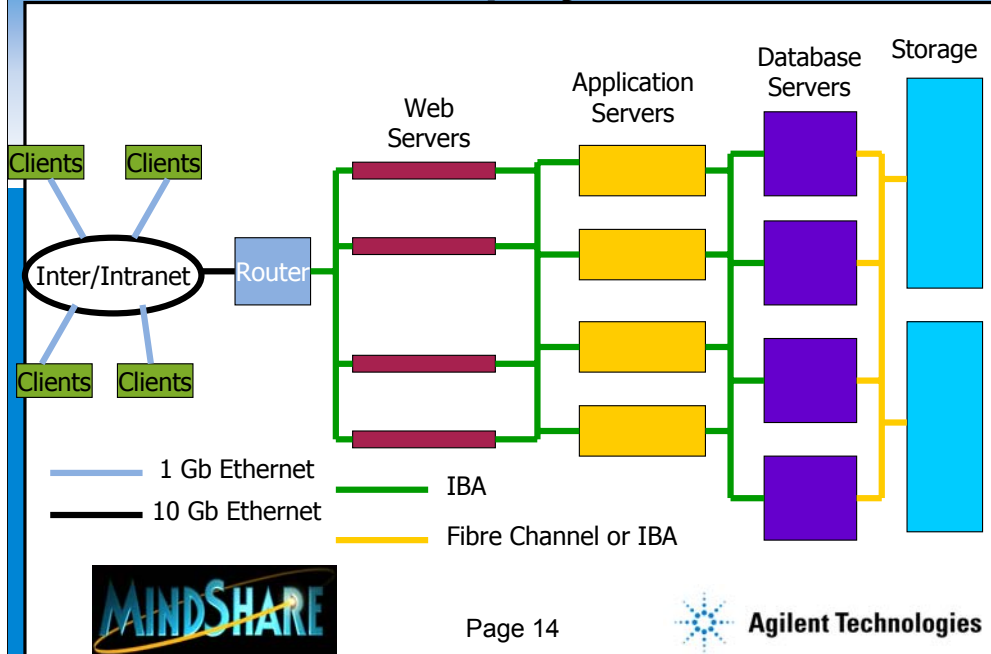 Storage
Database
Servers
Application
Servers
Web
Servers
Clients
Clients
Inter/Intranet
Router
Clients
Clients
1 Gb Ethernet
10 Gb Ethernet
IBA
Fibre Channel or IBA
MINDSHARE
Page 14
Agilent Technologies